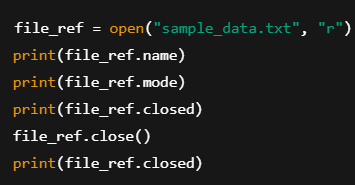 file_ref = open("sample_data.txt", "r")
print(file_ref.name)
print(file_ref.mode)
print(file_ref.closed)
file_ref.close()
print(file_ref.closed)